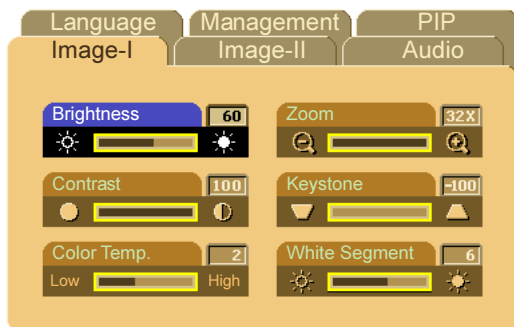 Language Management PIP
Image-I Image-II Audio
Brightness 60
Zoom 32X
Contrast 100
Keystone -100
Color Temp. 2
Low High
White Segment 6